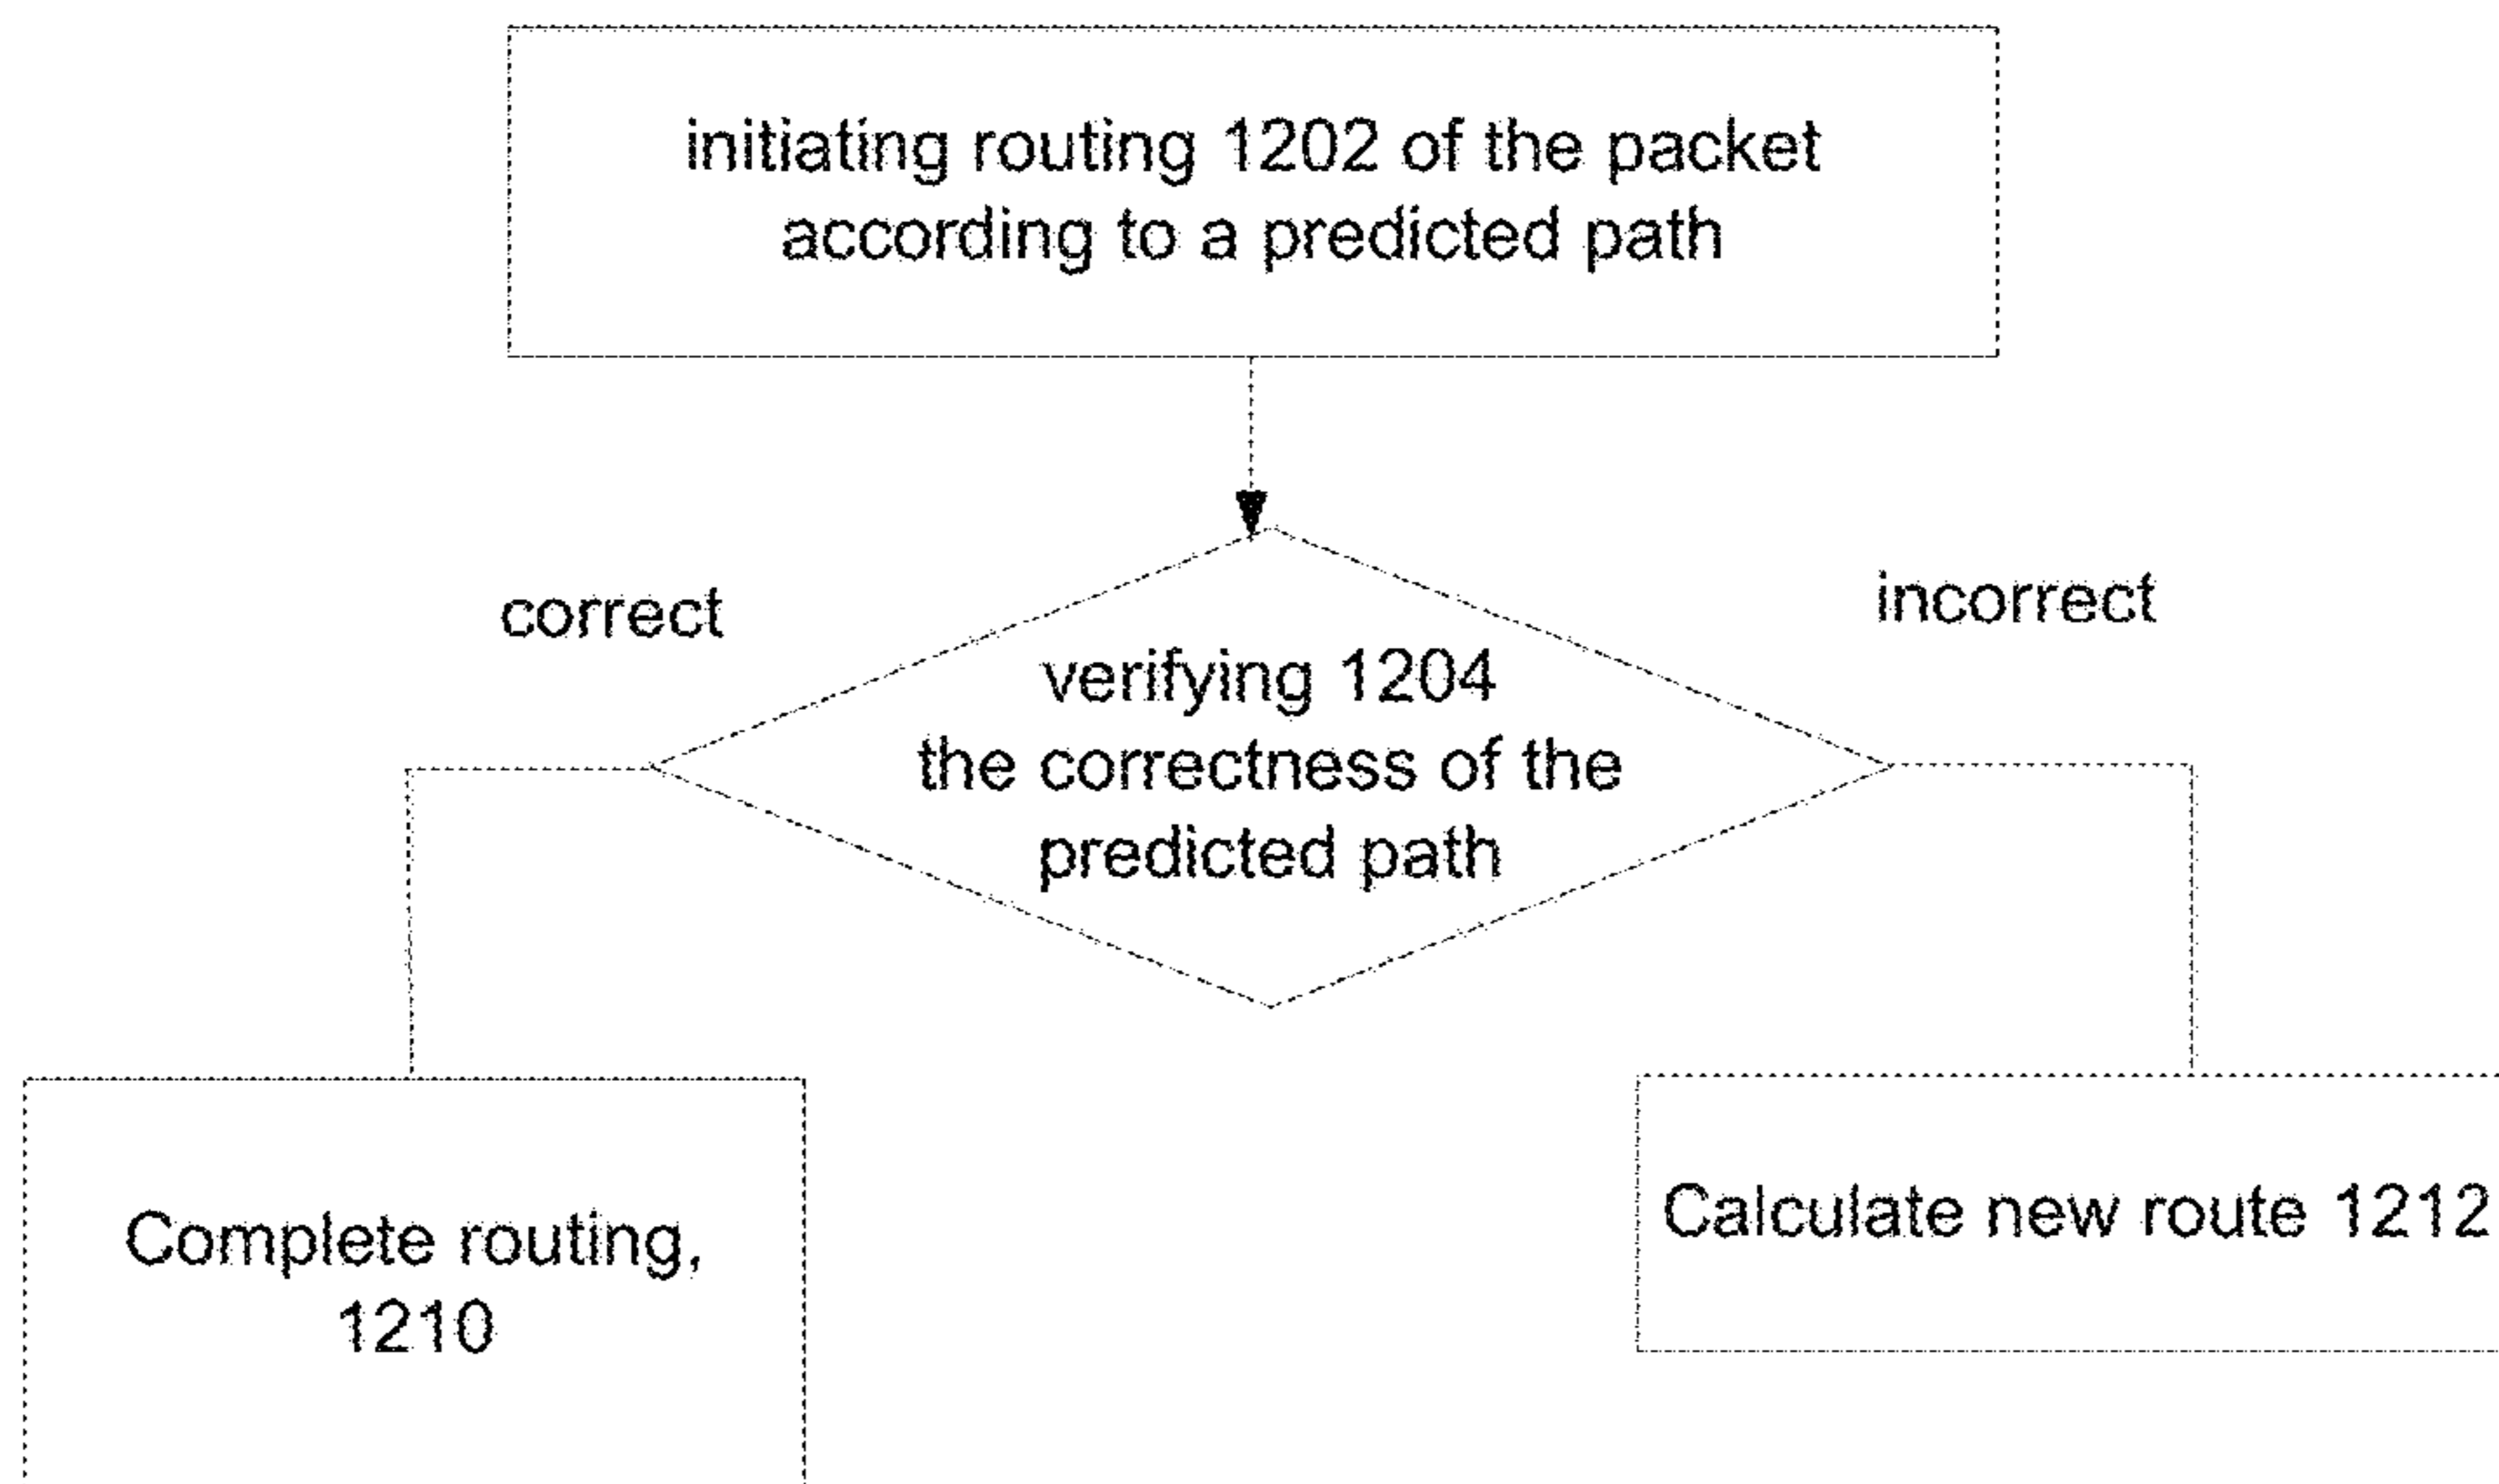 initiating routing 1202 of the packet
according to a predicted path
correct
incorrect
verifying 1204
the correctness of the
predicted path
Complete routing,
1210
Calculate new route 1212